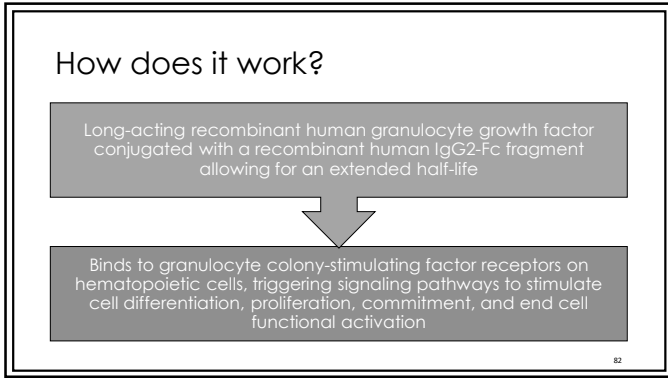 How does it work?
Long-acting recombinant human granulocyte growth factor
conjugated with a recombinant human IgG2-Fc fragment
allowing for an extended half-life
Binds to granulocyte colony-stimulating factor receptors on
hematopoietic cells, triggering signaling pathways to stimulate
cell differentiation, proliferation, commitment, and end cell
functional activation
82